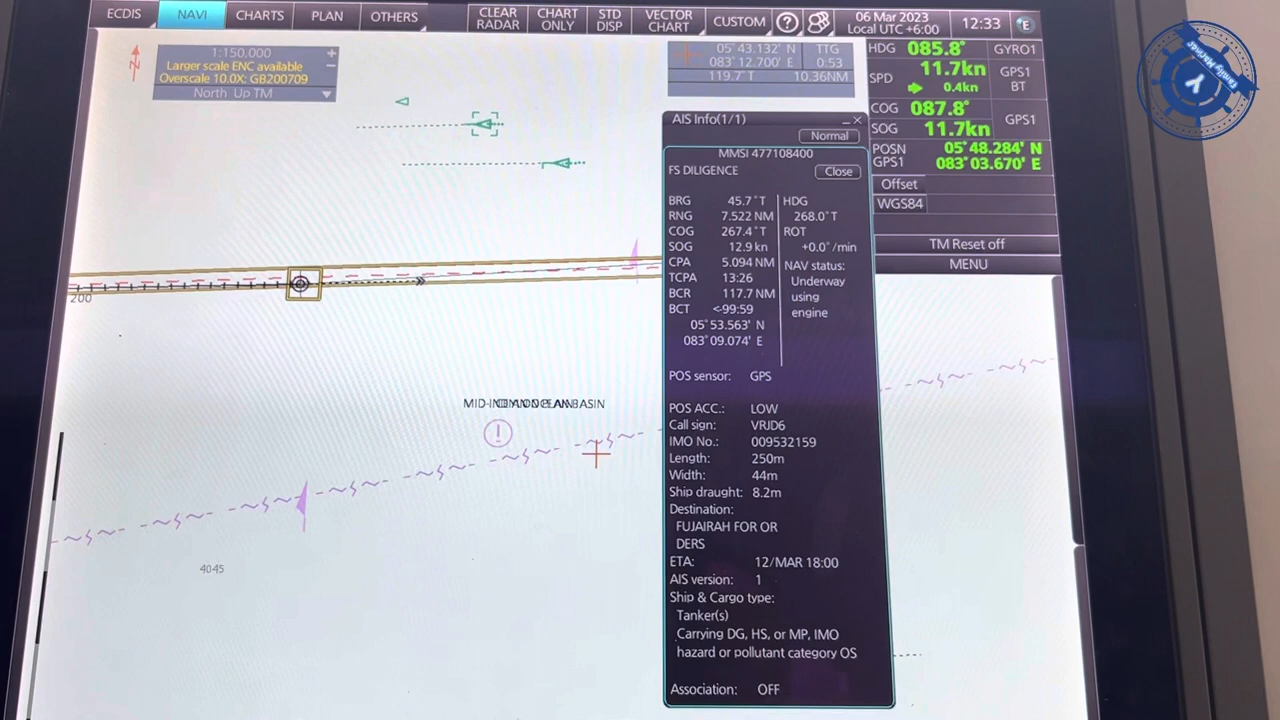 ECDIS NAVI CHARTS PLAN OTHERS
CLEAR RADAR
CHART ONLY
STD DISP
VECTOR CHART
CUSTOM
06 Mar 2023
Local UTC +6:00
12:33
E
1:150,000
Larger scale ENC available
Overscale 10.0X: GB200709
North Up TM
05°43.132' N TTG
083°12.700' E 0:53
119.7°T 10.36NM
HDG 085.8° GYRO1
SPD 11.7kn GPS1
0.4kn BT
COG 087.8° GPS1
SOG 11.7kn
POSN 05°48.284' N
GPS1 083°03.670' E
Offset
WGS84
TM Reset off
MENU
AIS Info(1/1)
Normal
MMSI 477108400
FS DILIGENCE Close
BRG 45.7°T HDG
RNG 7.522 NM 268.0°T
COG 267.4°T ROT
SOG 12.9 kn +0.0°/min
CPA 5.094 NM NAV status:
TCPA 13:26 Underway
BCR 117.7 NM using
BCT <-99:59 engine
05°53.563' N
083°09.074' E
POS sensor: GPS
POS ACC.: LOW
Call sign: VRJD6
IMO No.: 009532159
Length: 250m
Width: 44m
Ship draught: 8.2m
Destination:
FUJAIRAH FOR OR
DERS
ETA: 12/MAR 18:00
AIS version: 1
Ship & Cargo type:
Tanker(s)
Carrying DG, HS, or MP, IMO
hazard or pollutant category OS
Association: OFF
200
4045
Family Mariner
Y